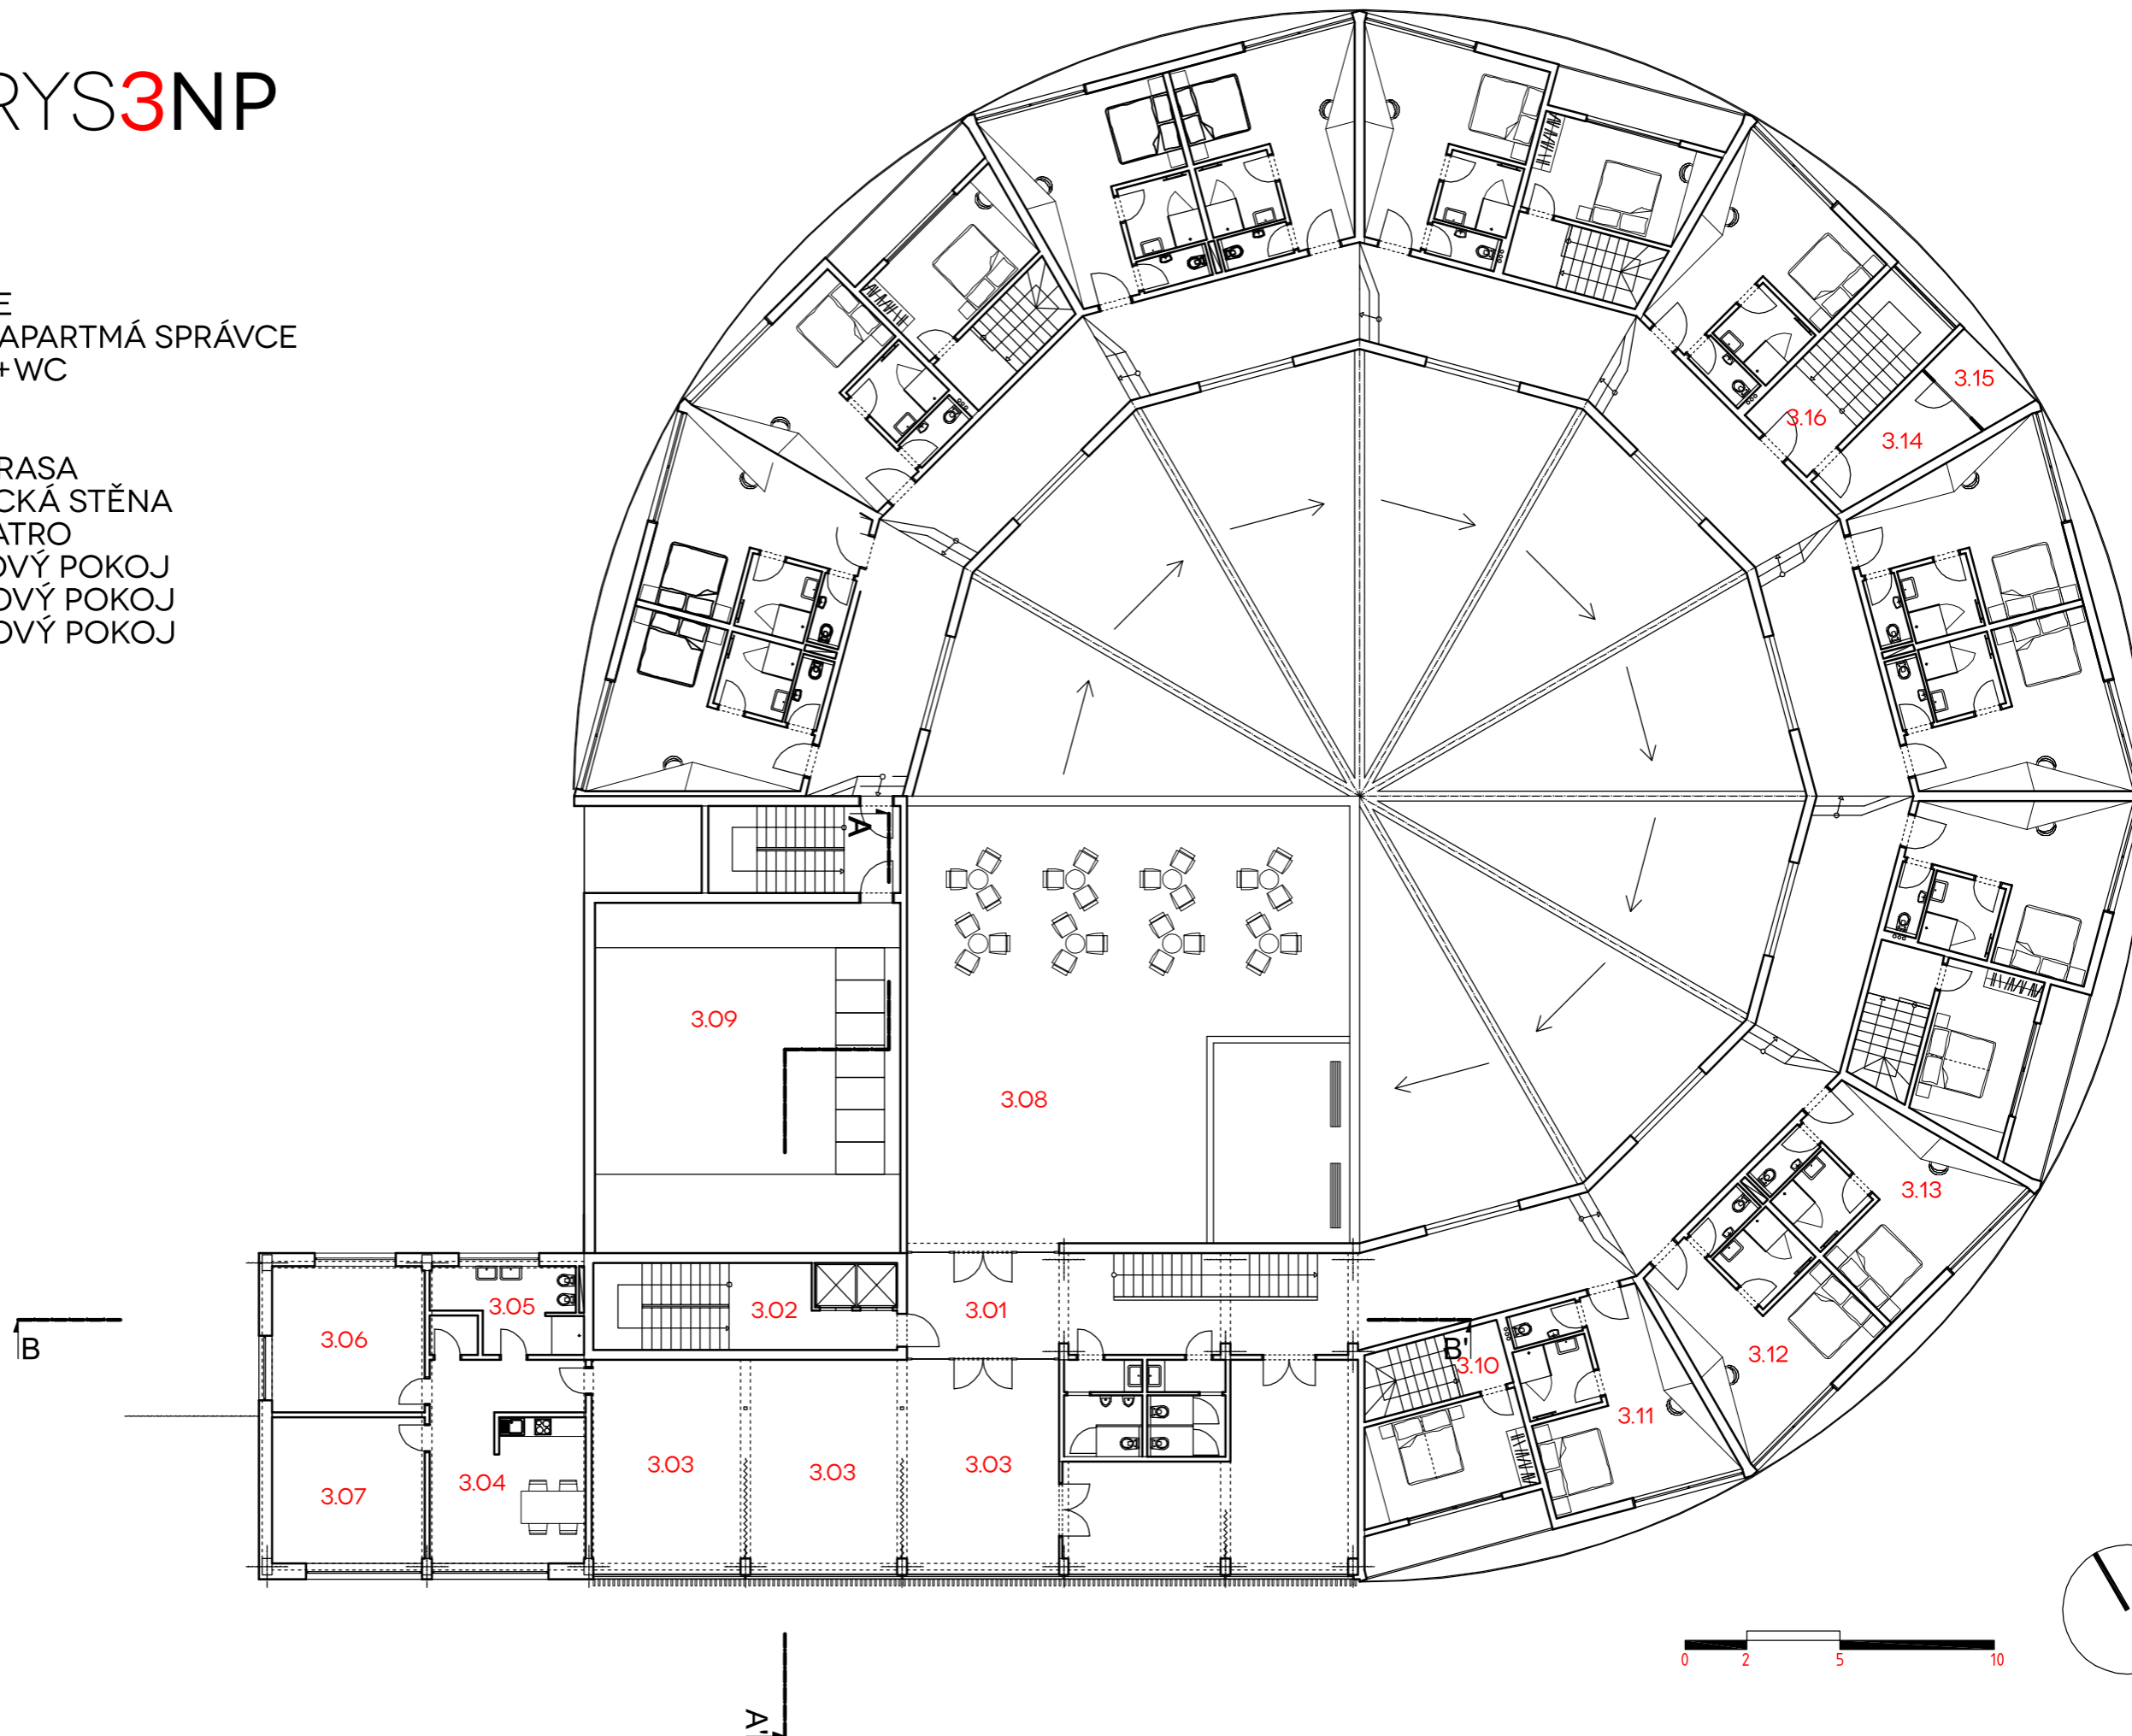 RYS3NP
E
APARTMÁ SPRÁVCE
+WC
RASA
CKÁ STĚNA
ATRO
OVÝ POKOJ
OVÝ POKOJ
OVÝ POKOJ
3.15
3.16
3.14
A
3.09
3.08
3.13
3.05
3.02
3.01
3.06
B
B'
3.10
3.12
3.11
3.03
3.03
3.03
3.04
3.07
0 2 5 10
A'